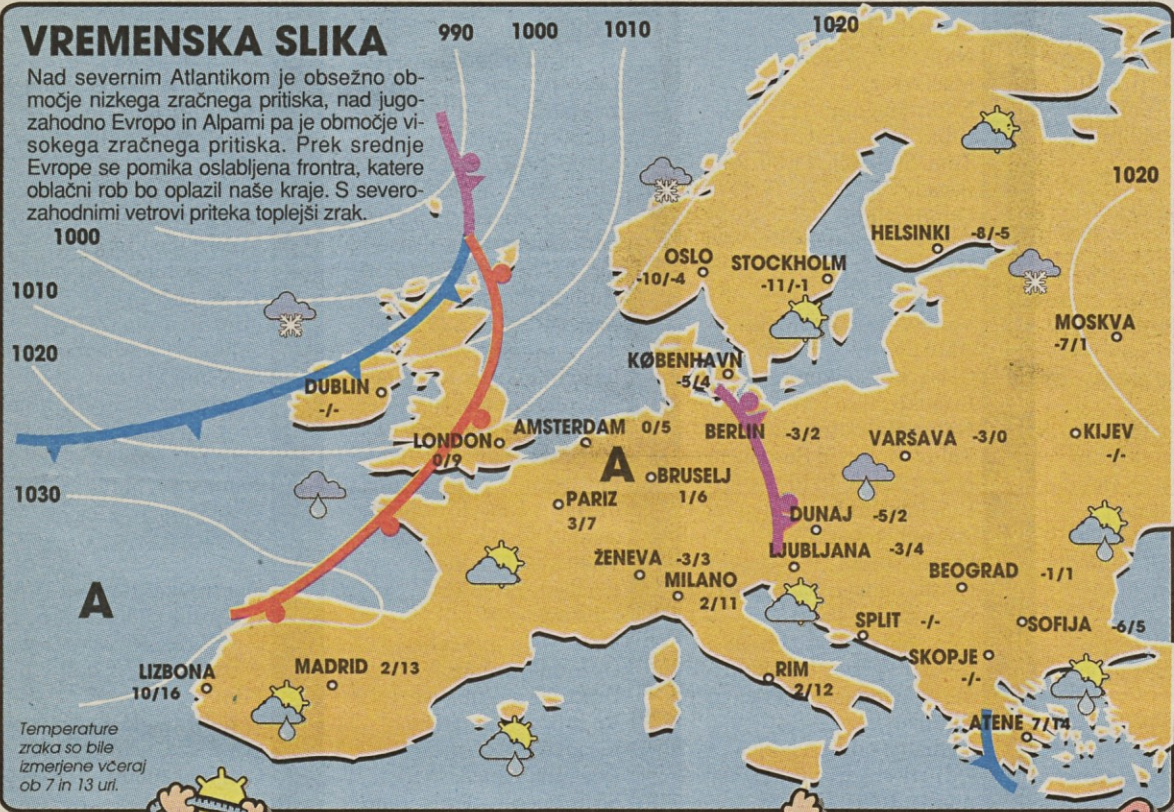 VREMENSKA SLIKA
Nad severnim Atlantikom je obsežno ob-
močje nizkega zračnega pritiska, nad jugo-
zahodno Evropo in Alpami pa je območje vi-
sokega zračnega pritiska. Prek srednje
Evrope se pomika oslabljena frontra, katere
oblačni rob bo oplazil naše kraje. S severo-
zahodnimi vetrovi priteka toplejši zrak.
990 1000 1010 1020
1020
1000
1010
1020
1030
HELSINKI -8/-5
OSLO
-10/-4
STOCKHOLM
-11/-1
MOSKVA
-7/1
KØBENHAVN
-5/4
DUBLIN
-/-
LONDON
0/9
AMSTERDAM 0/5
BERLIN -3/2
VARŠAVA -3/0
KIJEV
-/-
A
BRUSELJ
1/6
PARIZ
3/7
DUNAJ -5/2
LJUBLJANA -3/4
ŽENEVA -3/3
MILANO
2/11
BEOGRAD -1/1
A
SPLIT -/-
SOFIJA -6/5
SKOPJE
-/-
LIZBONA
10/16
MADRID 2/13
RIM
2/12
ATENE 7/14
Temperature
zraka so bile
izmerjene včeraj
ob 7 in 13 uri.